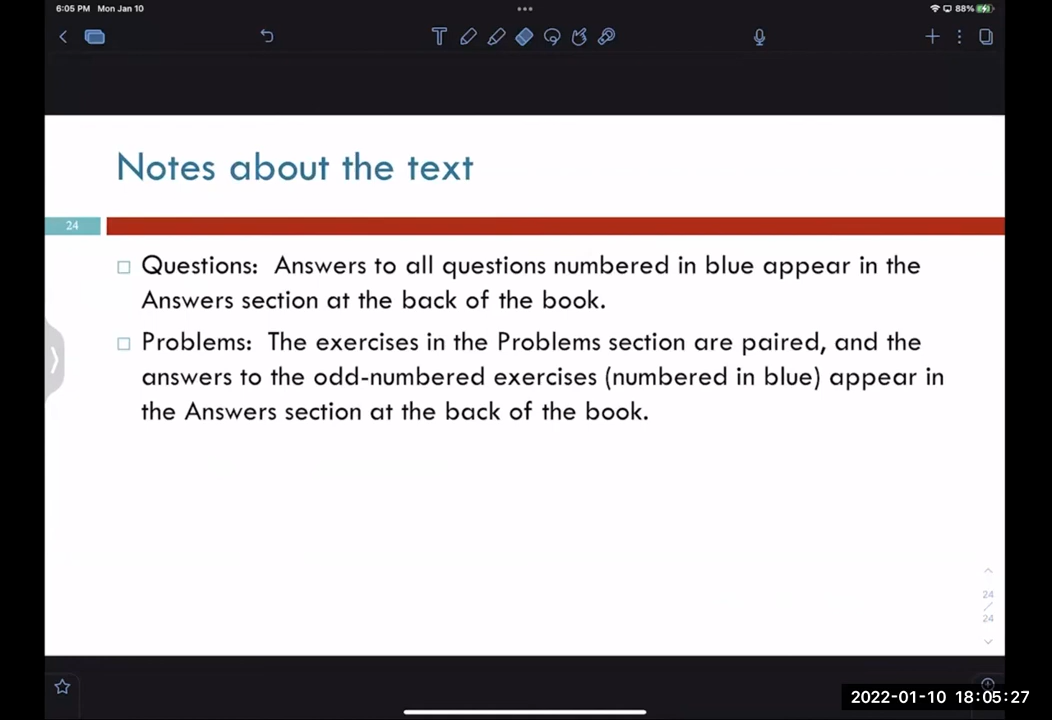 6:05 PM Mon Jan 10
88%
Notes about the text
24
Questions: Answers to all questions numbered in blue appear in the
Answers section at the back of the book.
Problems: The exercises in the Problems section are paired, and the
answers to the odd-numbered exercises (numbered in blue) appear in
the Answers section at the back of the book.
24
/
24
2022-01-10 18:05:27